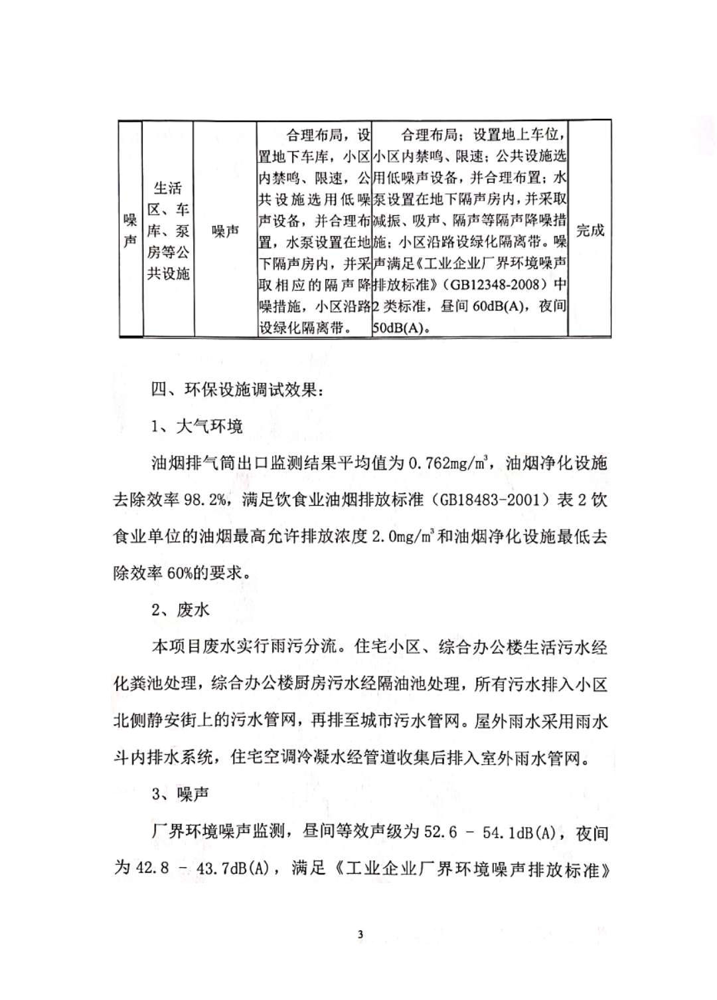 噪声
生活
区、车
库、泵
房等公
共设施
噪声
合理布局，设
置地下车库，小区
内禁鸣、限速，公
共设施选用低噪
声设备，并合理布
置，水泵设置在地
下隔声房内，并采
取相应的隔声降
噪措施，小区沿路
设绿化隔离带。
合理布局；设置地上车位，
小区内禁鸣、限速；公共设施选
用低噪声设备，并合理布置；水
泵设置在地下隔声房内，并采取
减振、吸声、隔声等隔声降噪措
施；小区沿路设绿化隔离带。噪
声满足《工业企业厂界环境噪声
排放标准》（GB12348-2008）中
2 类标准，昼间 60dB(A)，夜间
50dB(A)。
完成
四、环保设施调试效果：
1、大气环境
油烟排气筒出口监测结果平均值为 0.762mg/m³，油烟净化设施
去除效率 98.2%，满足饮食业油烟排放标准（GB18483-2001）表 2 饮
食业单位的油烟最高允许排放浓度 2.0mg/m³和油烟净化设施最低去
除效率 60%的要求。
2、废水
本项目废水实行雨污分流。住宅小区、综合办公楼生活污水经
化粪池处理，综合办公楼厨房污水经隔油池处理，所有污水排入小区
北侧静安街上的污水管网，再排至城市污水管网。屋外雨水采用雨水
斗内排水系统，住宅空调冷凝水经管道收集后排入室外雨水管网。
3、噪声
厂界环境噪声监测，昼间等效声级为 52.6 - 54.1dB(A)，夜间
为 42.8 - 43.7dB(A)，满足《工业企业厂界环境噪声排放标准》
3